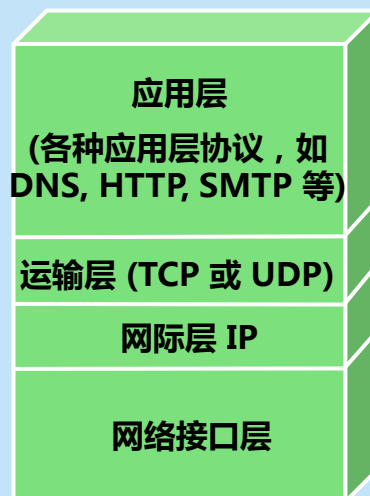 应用层
(各种应用层协议，如
DNS, HTTP, SMTP 等)
运输层 (TCP 或 UDP)
网际层 IP
网络接口层